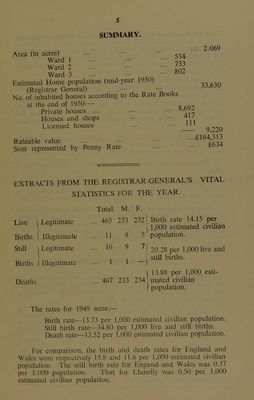 5
SUMMARY.
Area (in acres) .... .... .... ... 2.069
Ward 1 ... ... 534
Ward 2 ... ... 733
Ward 3 ... ... 802
Estimated Home population (mid-year 1950)
(Registrar General) ... 33,630
No. of inhabited houses according to the Rate Books
at the end of 1950:—
Private houses ... ... 8,692
Houses and shops ... ... 417
Licensed houses ... ... 111
9,220
Rateable value ... ... ... £164,313
Sum represented by Penny Rate ... ... £634
EXTRACTS FROM THE REGISTRAR-GENERAL'S VITAL
STATISTICS FOR THE YEAR.
Total. M. F.
Live } Legitimate ... 465 233 232 } Birth rate 14.15 per
1,000 estimated civilian
Births } Illegitimate ... 11 8 3 } population.
Still } Legitimate ... 16 9 7 } 20.28 per 1,000 live and
still births.
Births } Illegitimate ... 1 1 — }
13.88 per 1,000 esti-
Deaths ... 467 233 234 } mated civilian
population.
The rates for 1949 were:—
Birth rate—13.73 per 1,000 estimated civilian population.
Still birth rate—34.80 per 1,000 live and still births.
Death rate—13.52 per 1,000 estimated civilian population.
For comparison, the birth and death rates for England and
Wales were respectively 15.8 and 11.6 per 1,000 estimated civilian
population. The still birth rate for Engand and Wales was 0.37
per 1.000 population. That for Llanelly was 0.50 per 1,000
estimated civilian population.